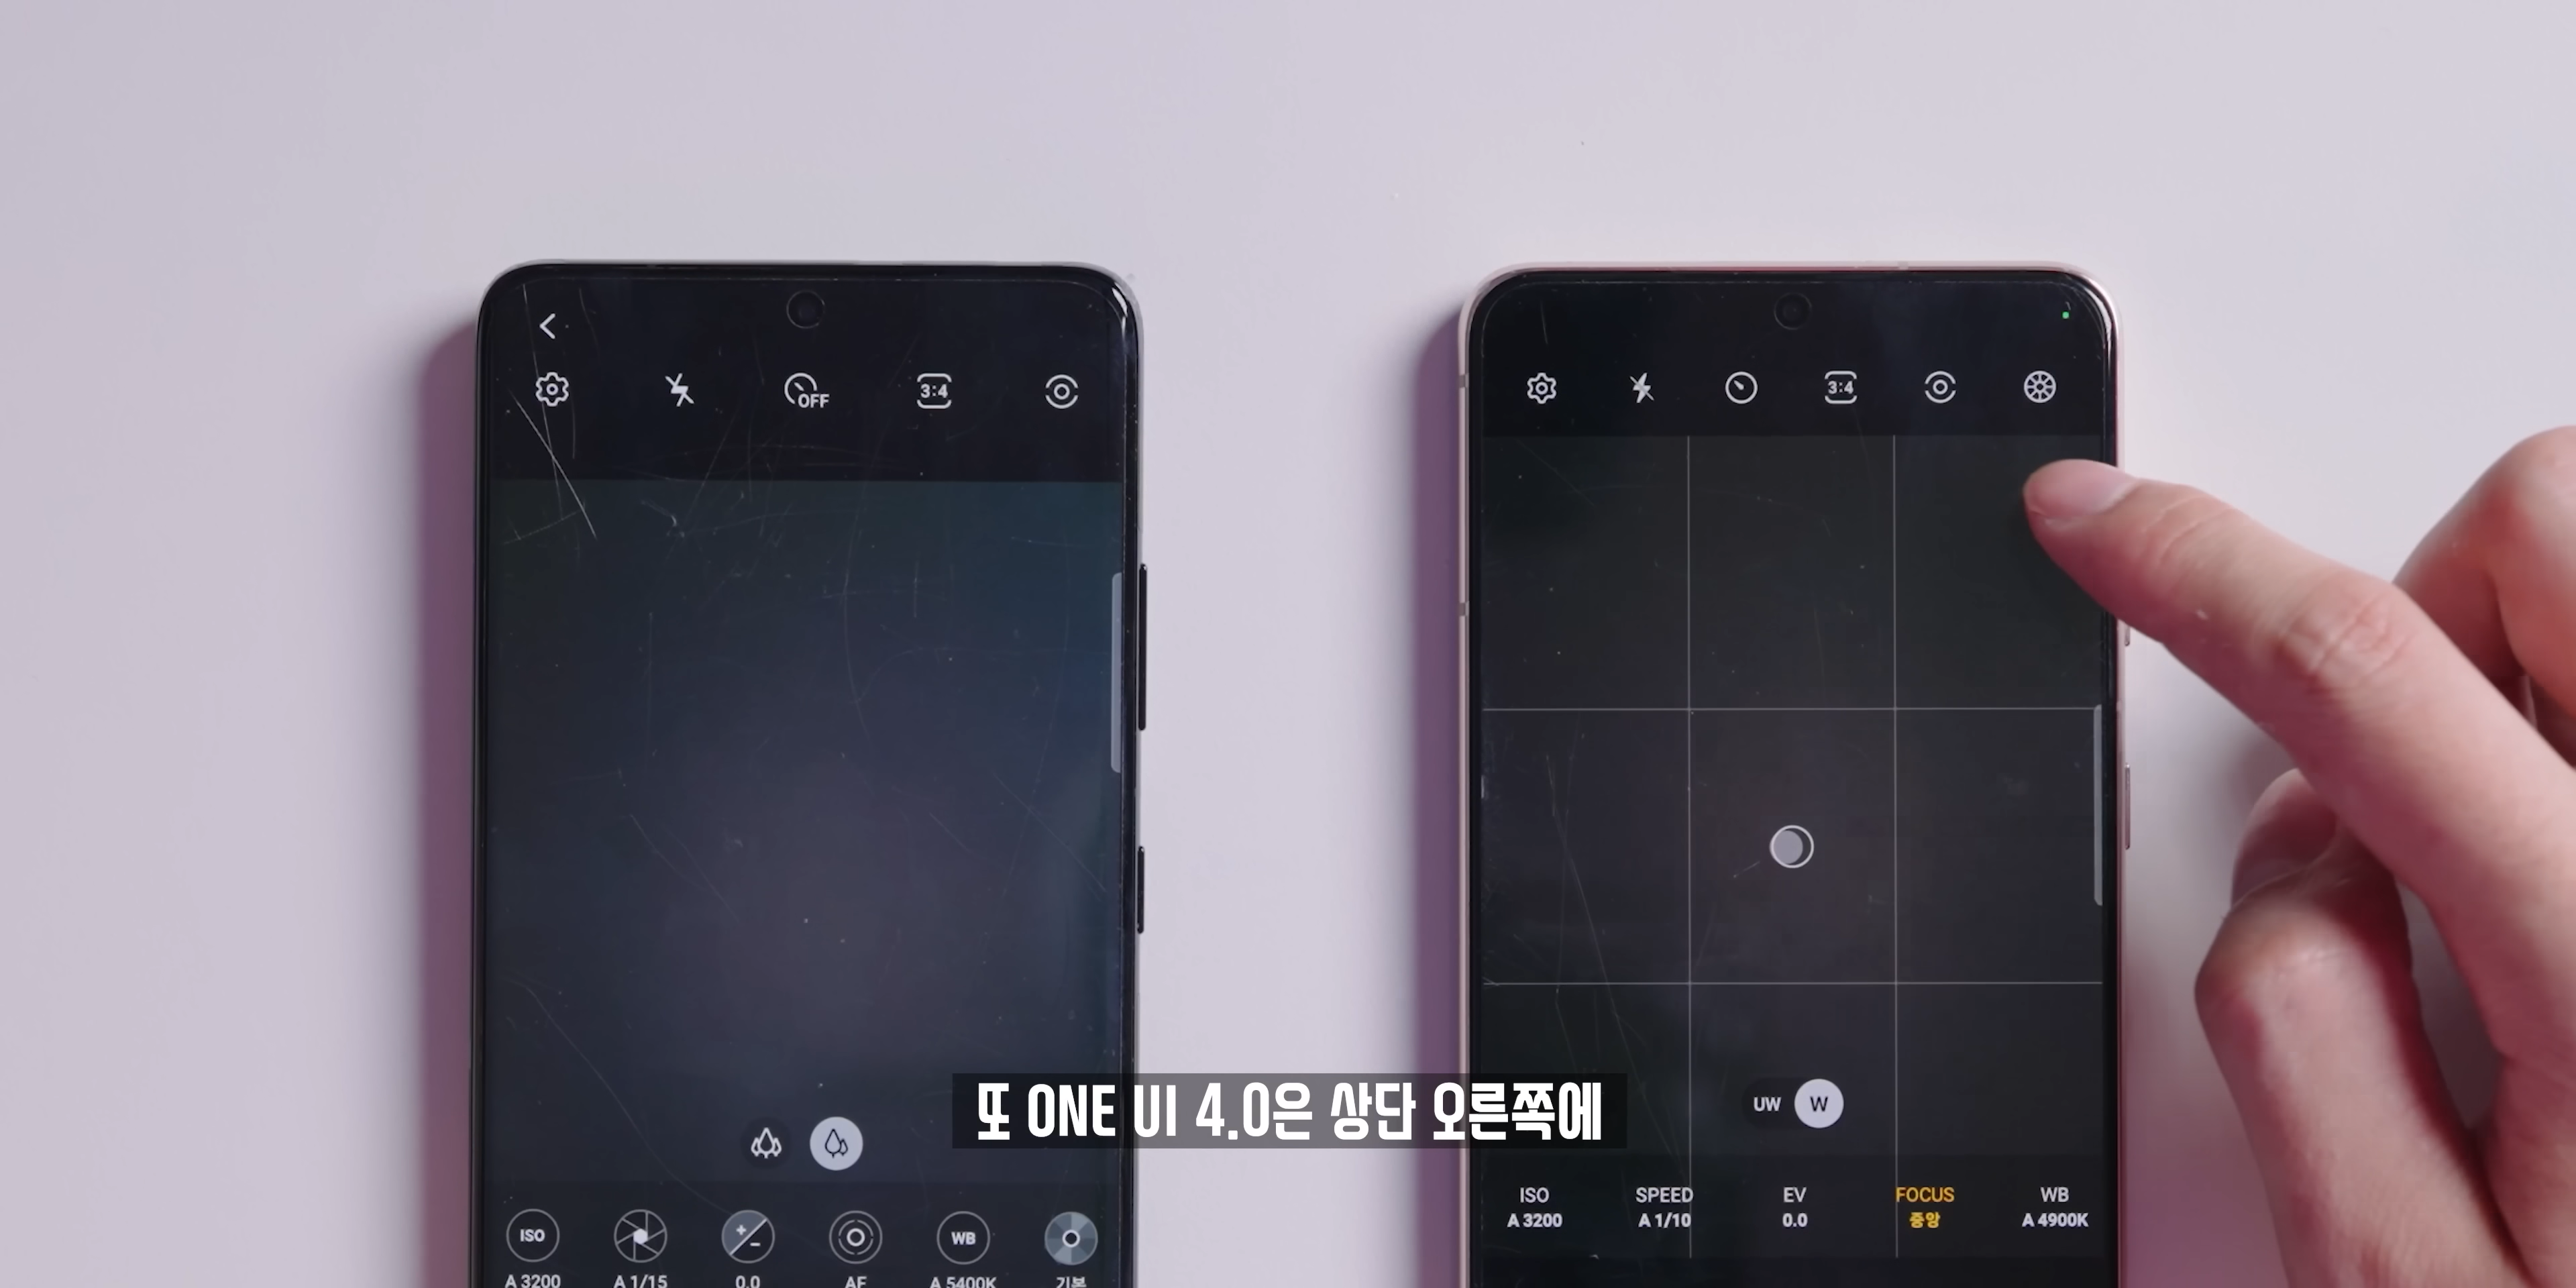 OFF
3:4
3:4
또 ONE UI 4.0은 상단 오른쪽에
UW W
ISO SPEED EV FOCUS WB
A 3200 A 1/10 0.0 중앙 A 4900K
ISO WB
A 3200 A 1/15 0.0 AF A 5400K 기본